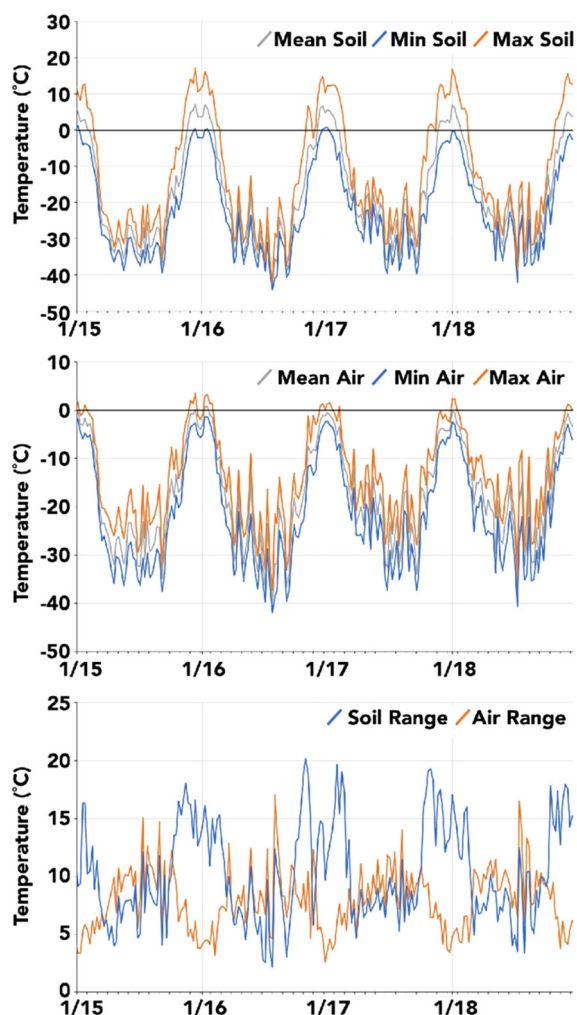 30
Mean Soil Min Soil Max Soil
20
10
0
-10
-20
-30
-40
-50
Temperature (°C)
1/15 1/16 1/17 1/18
10
Mean Air Min Air Max Air
0
-10
-20
-30
-40
-50
Temperature (°C)
1/15 1/16 1/17 1/18
25
Soil Range Air Range
20
15
10
5
0
Temperature (°C)
1/15 1/16 1/17 1/18